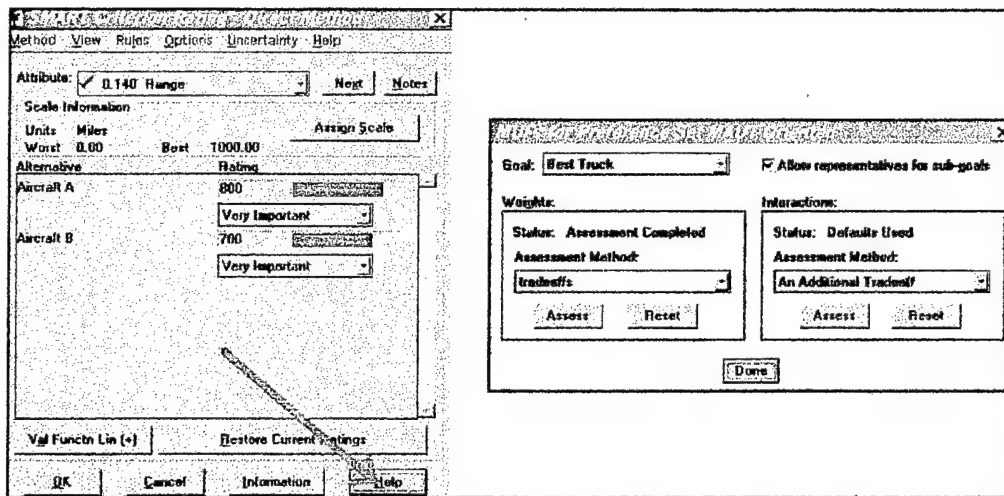 Method View Rules Options Uncertainty Help
Attribute: 0.140 Range Next Notes
Scale Information
Units Miles Assign Scale
Worst 0.00 Best 1000.00
Alternative Rating
Aircraft A 800
Very Important
Aircraft B 700
Very Important
Val Functn Lin (+) Restore Current Ratings
OK Cancel Information Help
Goal: Best Truck Allow representatives for sub-goals
Weights:
Status: Assessment Completed
Assessment Method:
tradeoffs
Assess Reset
Interactions:
Status: Defaults Used
Assessment Method:
An Additional Tradeoff
Assess Reset
Done